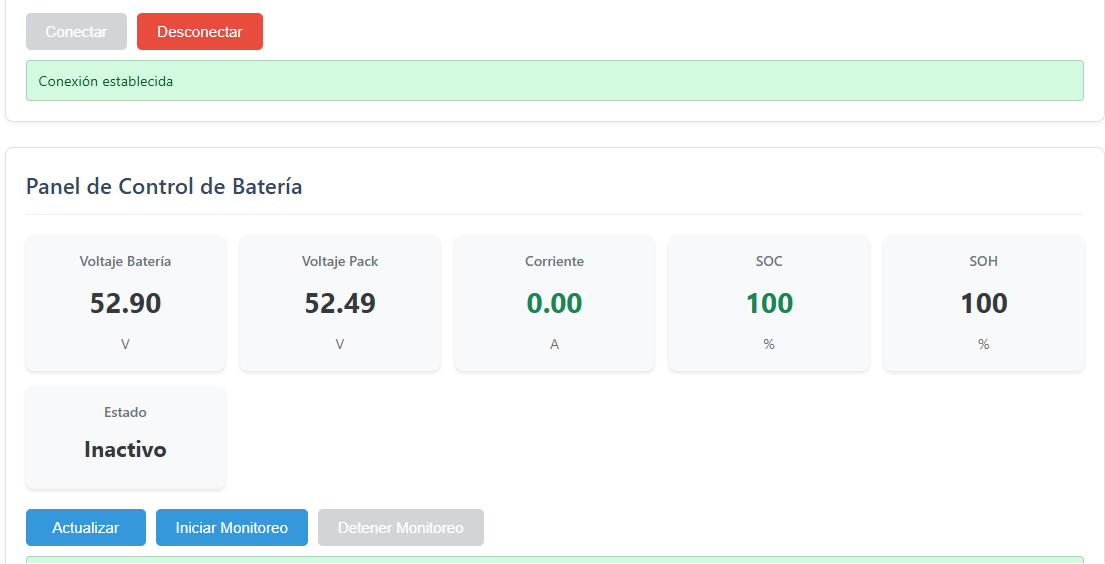 Conectar
Desconectar
Conexión establecida
Panel de Control de Batería
Voltaje Batería
52.90
V
Voltaje Pack
52.49
V
Corriente
0.00
A
SOC
100
%
SOH
100
%
Estado
Inactivo
Actualizar
Iniciar Monitoreo
Detener Monitoreo